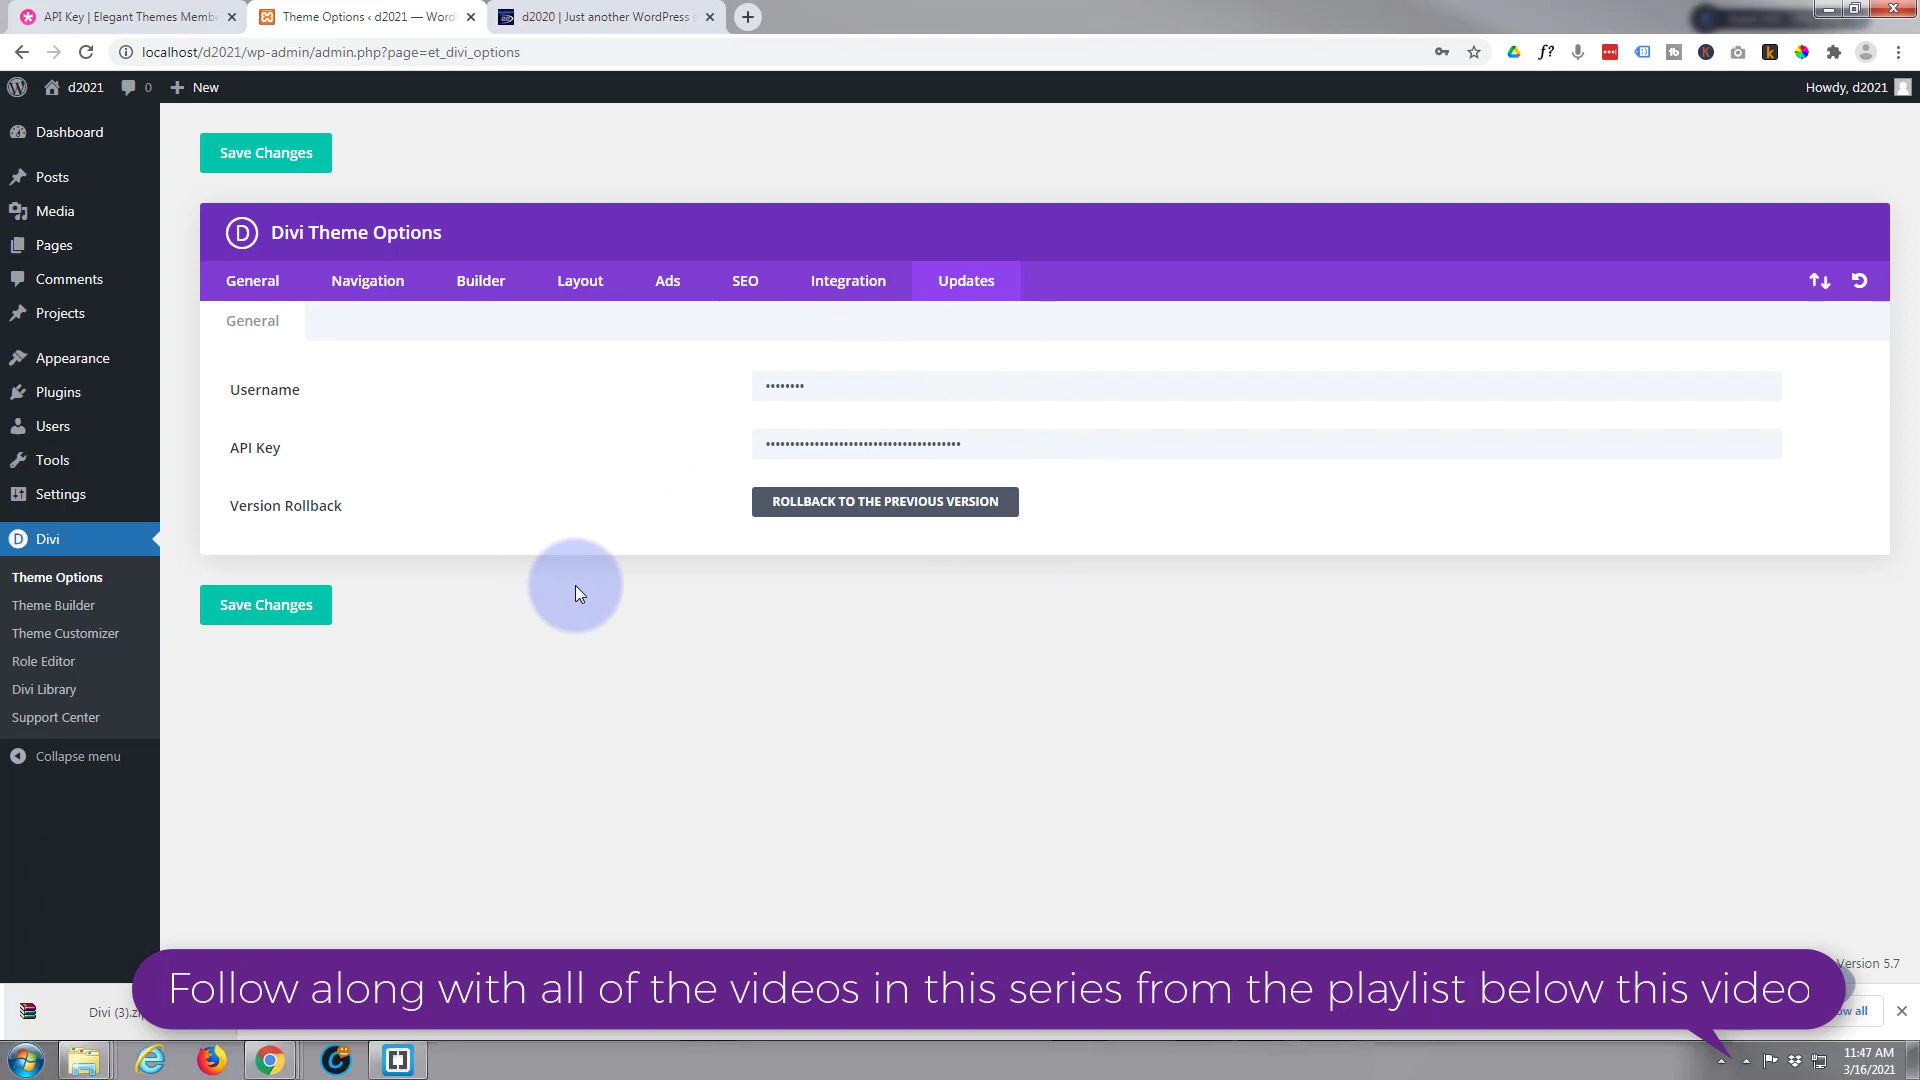 API Key | Elegant Themes Memb
Theme Options ‹ d2021 — Word
d2020 | Just another WordPress s
localhost/d2021/wp-admin/admin.php?page=et_divi_options
d2021
0
New
Howdy, d2021
Dashboard
Posts
Media
Pages
Comments
Projects
Appearance
Plugins
Users
Tools
Settings
Divi
Theme Options
Theme Builder
Theme Customizer
Role Editor
Divi Library
Support Center
Collapse menu
Save Changes
D Divi Theme Options
General Navigation Builder Layout Ads SEO Integration Updates
General
Username ••••••••
API Key ••••••••••••••••••••••••••••••••••••••••
Version Rollback ROLLBACK TO THE PREVIOUS VERSION
Save Changes
Version 5.7
Follow along with all of the videos in this series from the playlist below this video
Divi (3).zi
ow all
11:47 AM
3/16/2021